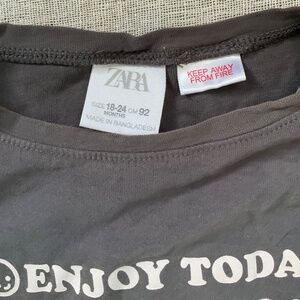 ZARA
SIZE 18-24 CM 92
MONTHS
MADE IN BANGLADESH
KEEP AWAY
FROM FIRE
ENJOY TODA